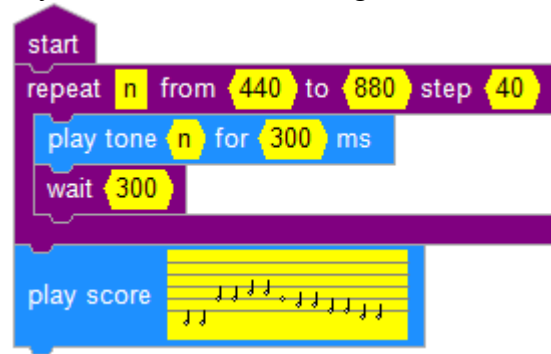 start
repeat n from 440 to 880 step 40
play tone n for 300 ms
wait 300
play score